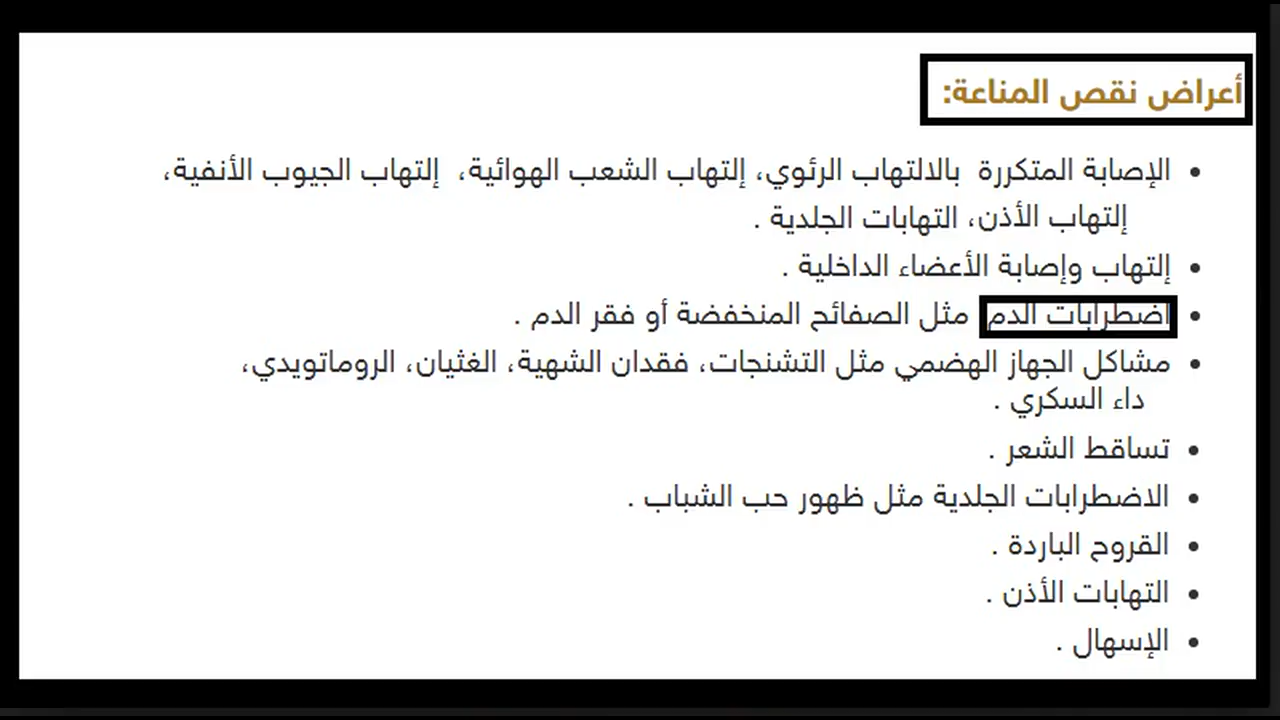 أعراض نقص المناعة:
الإصابة المتكررة بالالتهاب الرئوي، إلتهاب الشعب الهوائية، إلتهاب الجيوب الأنفية،
إلتهاب الأذن، التهابات الجلدية .
إلتهاب وإصابة الأعضاء الداخلية .
اضطرابات الدم مثل الصفائح المنخفضة أو فقر الدم .
مشاكل الجهاز الهضمي مثل التشنجات، فقدان الشهية، الغثيان، الروماتويدي،
داء السكري .
تساقط الشعر .
الاضطرابات الجلدية مثل ظهور حب الشباب .
القروح الباردة .
التهابات الأذن .
الإسهال .